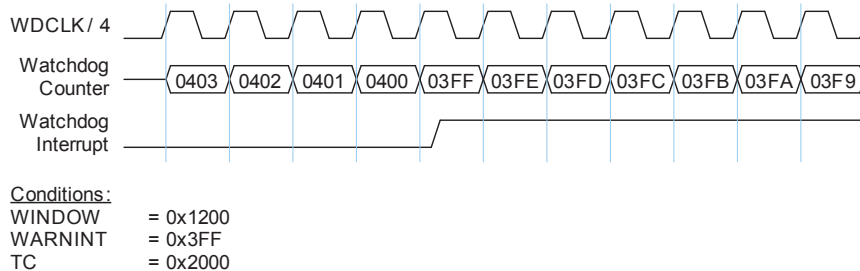 WDCLK / 4
Watchdog Counter 0403 0402 0401 0400 03FF 03FE 03FD 03FC 03FB 03FA 03F9
Watchdog Interrupt
Conditions:
WINDOW = 0x1200
WARNINT = 0x3FF
TC = 0x2000